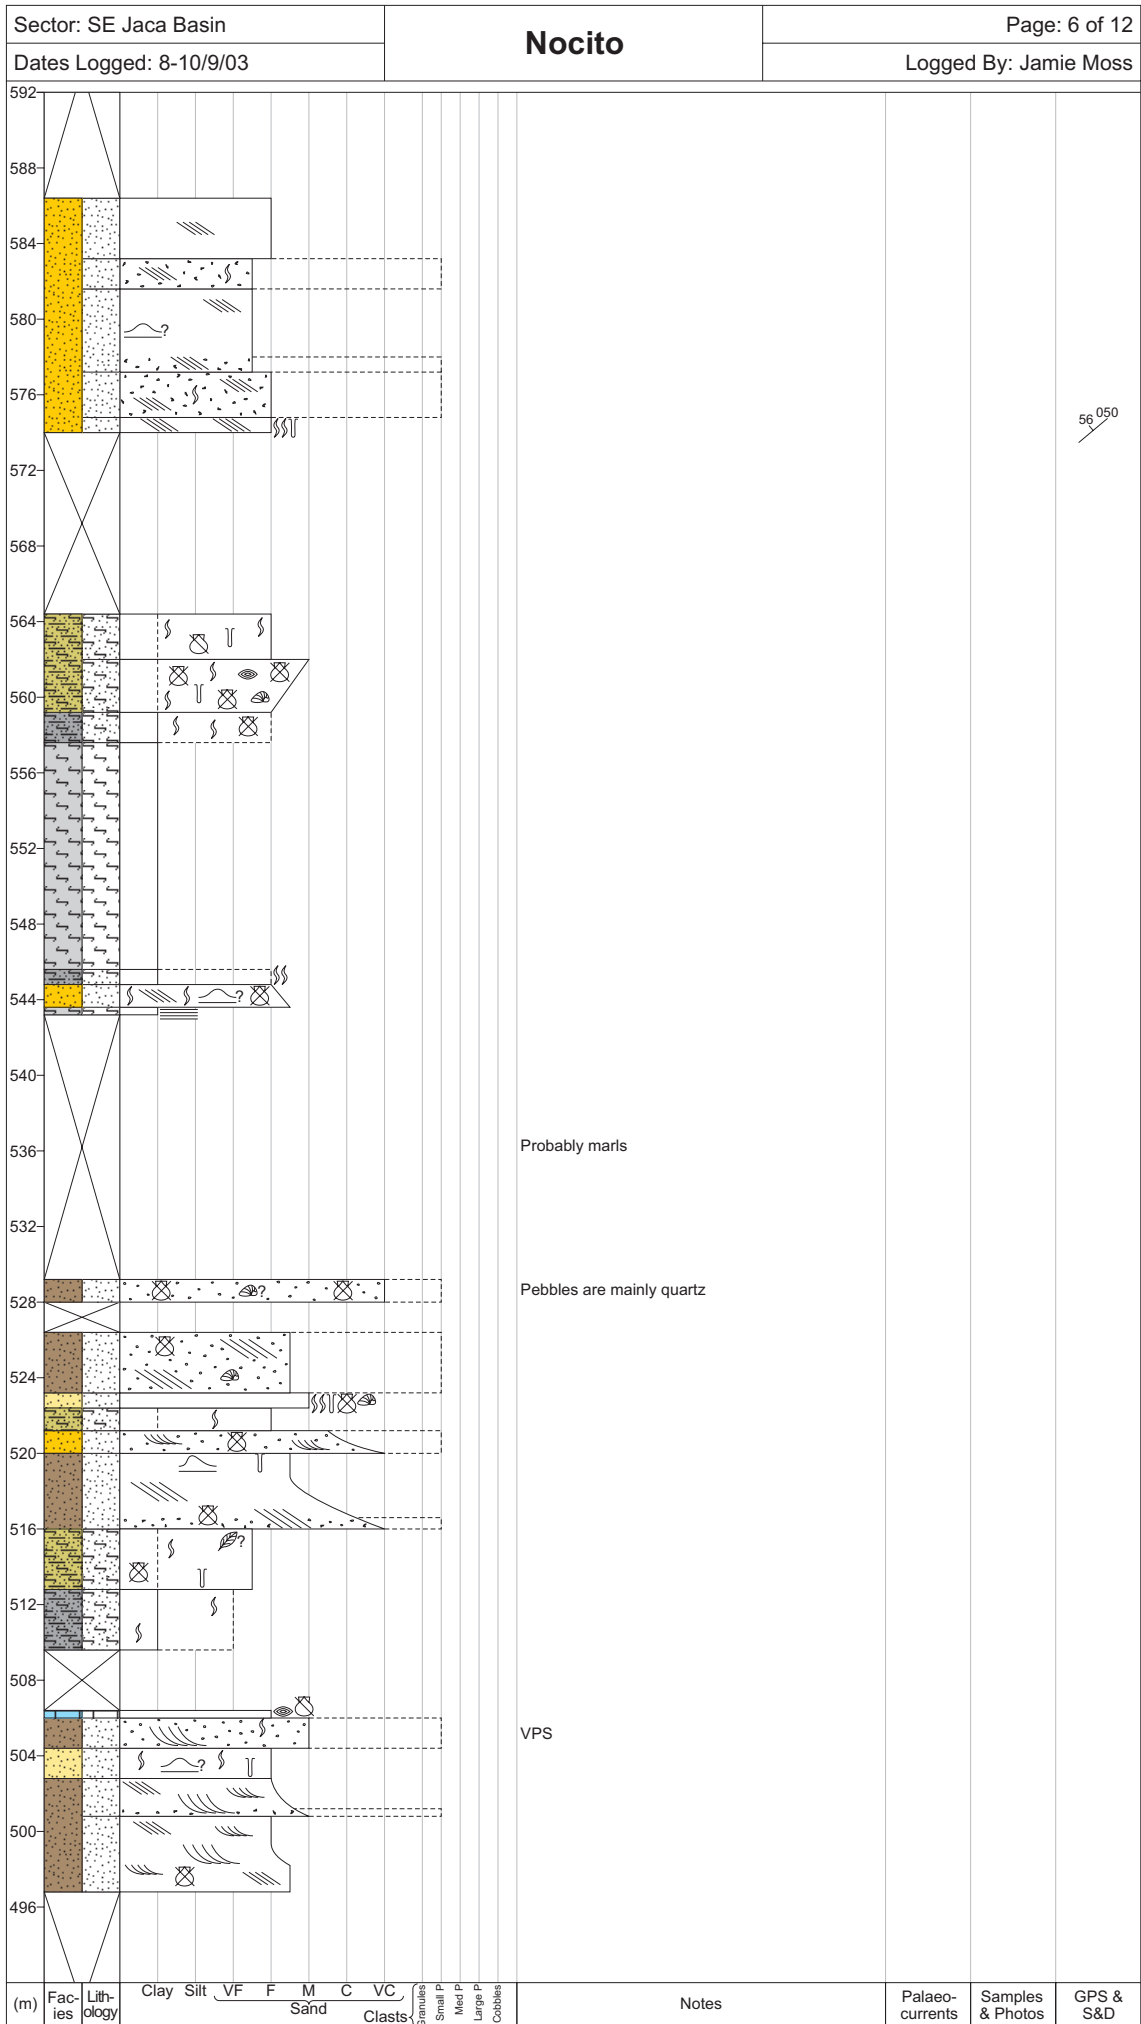 Sector: SE Jaca Basin
Nocito
Page: 6 of 12
Dates Logged: 8-10/9/03
Logged By: Jamie Moss
592
588
584
580
?
576
56 050
572
568
564
560
556
552
548
544
?
540
536
Probably marls
532
528
?
Pebbles are mainly quartz
524
520
516
?
512
508
504
VPS
?
500
496
(m)
Fac-
ies
Lith-
ology
Clay Silt VF F M C VC
Sand
Clasts
Granules
Small P
Med P
Large P
Cobbles
Notes
Palaeo-
currents
Samples
& Photos
GPS &
S&D